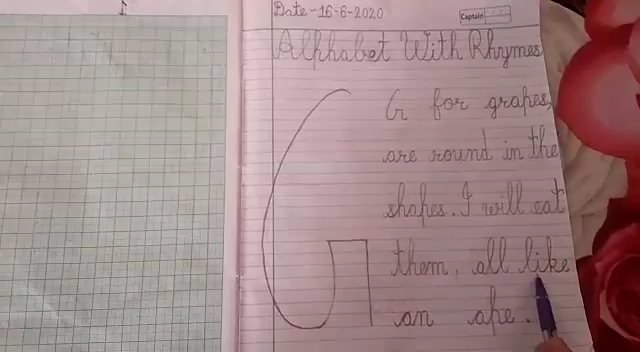 Date - 16-6-2020
Captain
Alphabet With Rhymes
G for grapes,
are round in the
shapes. I will eat
them, all like
an ape.